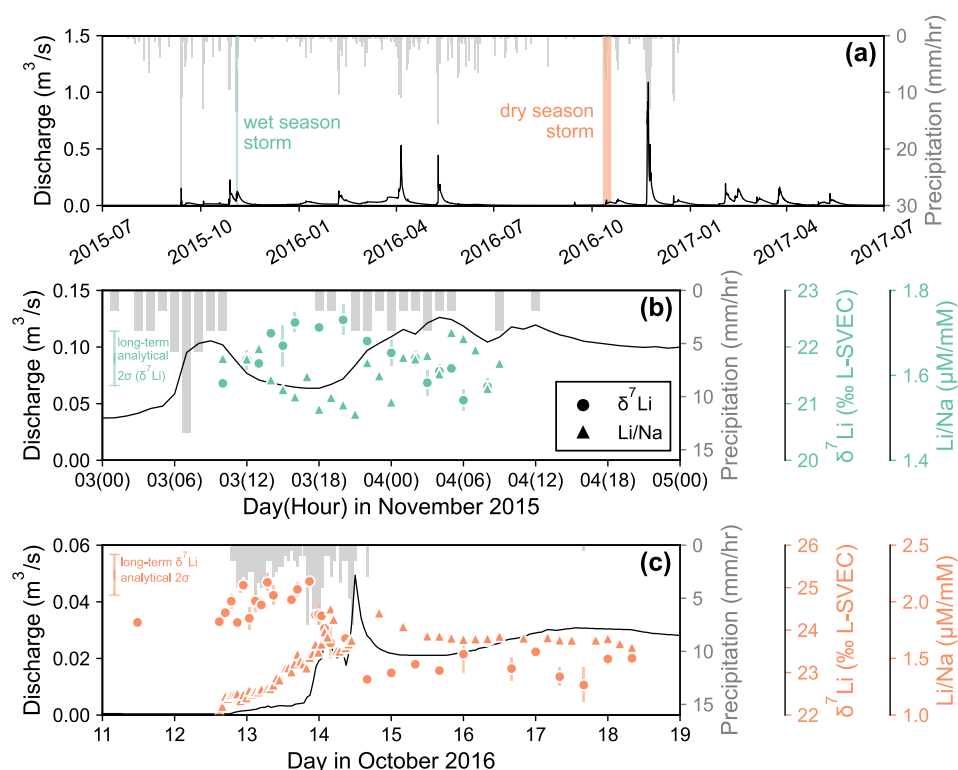 (a)
Discharge (m³/s)
1.5
1.0
0.5
0.0
0
10
20
30
Precipitation (mm/hr)
wet season
storm
dry season
storm
2015-07
2015-10
2016-01
2016-04
2016-07
2016-10
2017-01
2017-04
2017-07
(b)
Discharge (m³/s)
0.15
0.10
0.05
0.00
long-term
analytical
2σ (δ⁷Li)
δ⁷Li
Li/Na
0
5
10
15
Precipitation (mm/hr)
23
22
21
20
δ⁷Li (‰ L-SVEC)
1.8
1.6
1.4
Li/Na (μM/mM)
03(00)
03(06)
03(12)
03(18)
04(00)
04(06)
04(12)
04(18)
05(00)
Day(Hour) in November 2015
(c)
Discharge (m³/s)
0.06
0.04
0.02
0.00
long-term δ⁷Li
analytical 2σ
0
5
10
15
Precipitation (mm/hr)
26
25
24
23
22
δ⁷Li (‰ L-SVEC)
2.5
2.0
1.5
1.0
Li/Na (μM/mM)
11
12
13
14
15
16
17
18
19
Day in October 2016